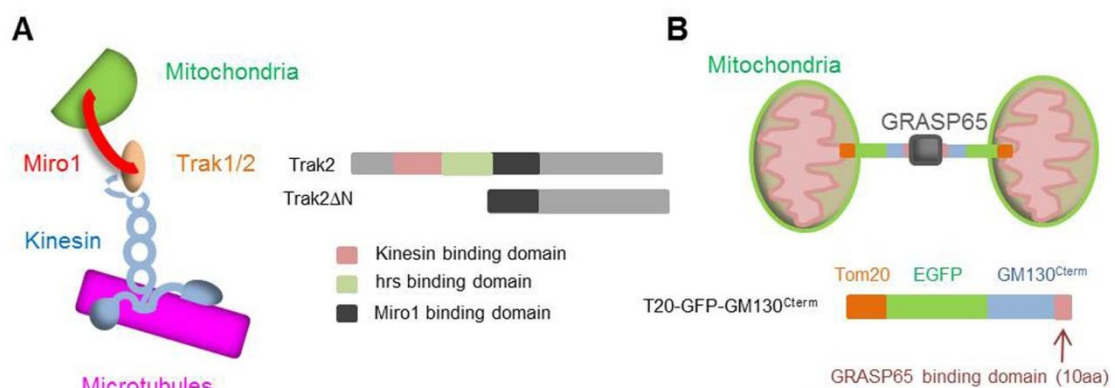 A
Mitochondria
Miro1
Trak1/2
Kinesin
Microtubules
Trak2
Trak2ΔN
Kinesin binding domain
hrs binding domain
Miro1 binding domain
B
Mitochondria
GRASP65
Tom20 EGFP GM130Cterm
T20-GFP-GM130Cterm
GRASP65 binding domain (10aa)